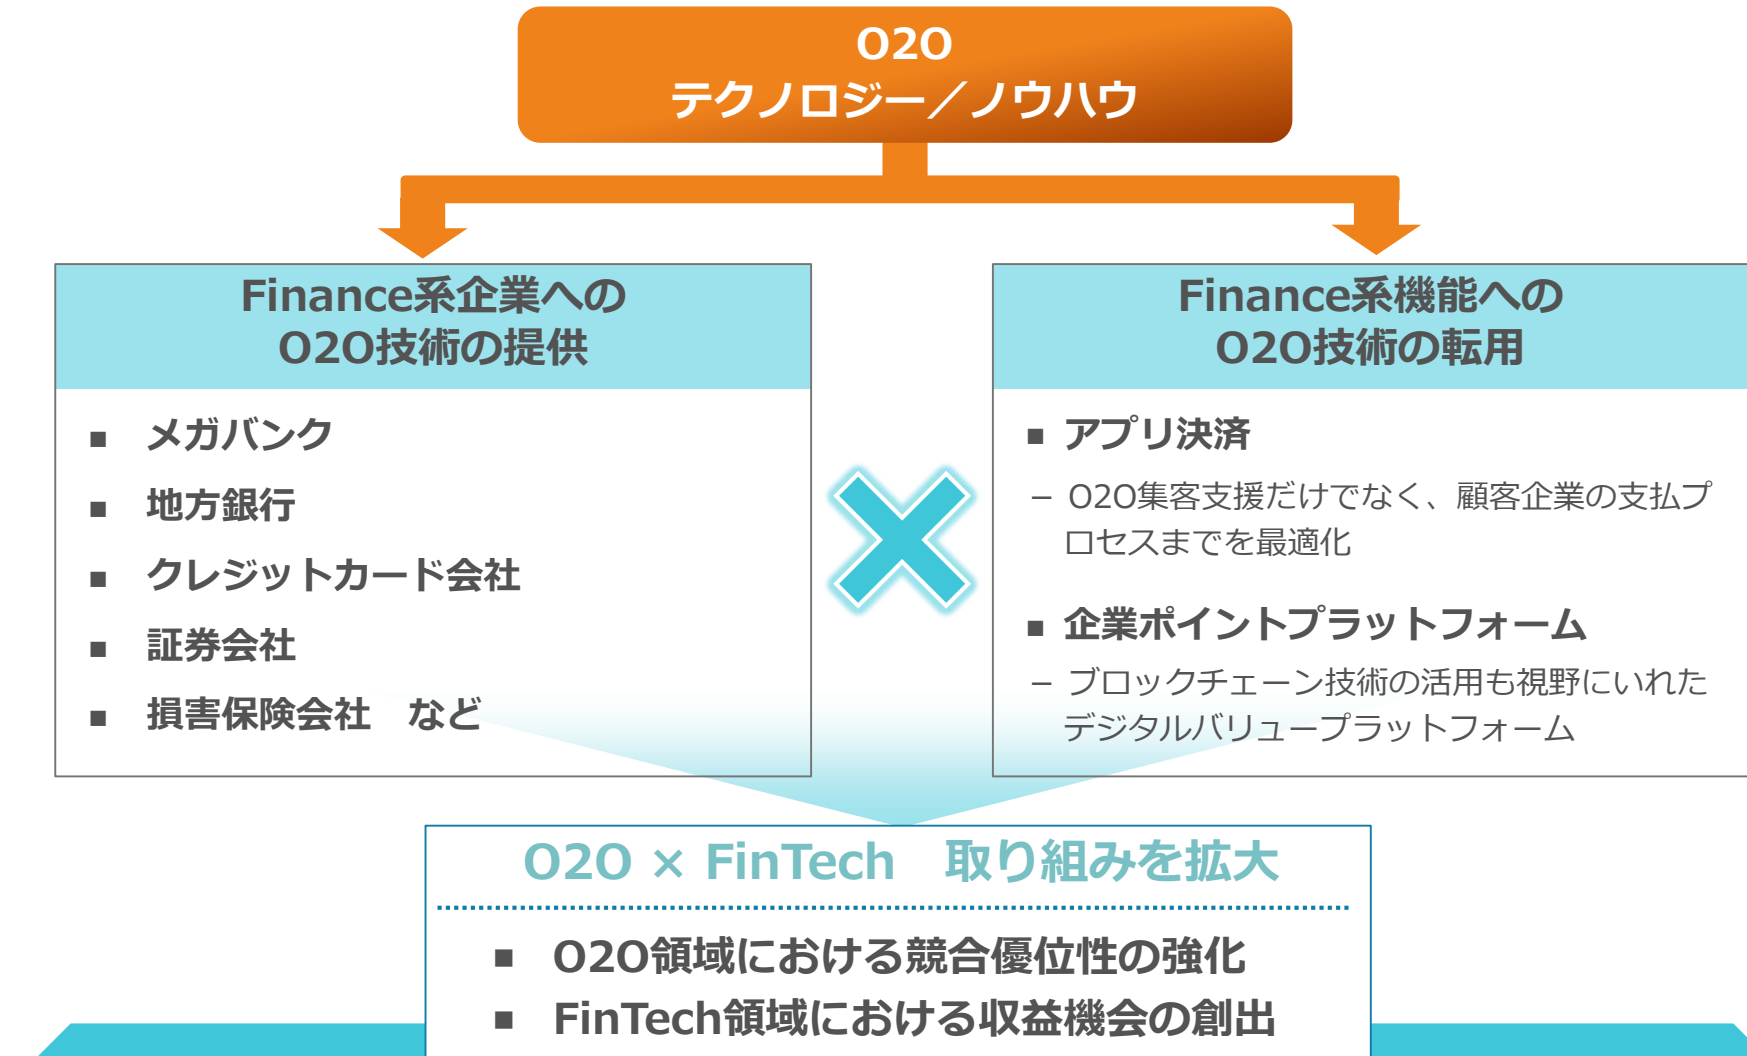 O2O
テクノロジー／ノウハウ
Finance系企業への
O2O技術の提供
■ メガバンク
■ 地方銀行
■ クレジットカード会社
■ 証券会社
■ 損害保険会社　など
Finance系機能への
O2O技術の転用
■ アプリ決済
− O2O集客支援だけでなく、顧客企業の支払プ
ロセスまでを最適化
■ 企業ポイントプラットフォーム
− ブロックチェーン技術の活用も視野にいれた
デジタルバリュープラットフォーム
O2O × FinTech　取り組みを拡大
■ O2O領域における競合優位性の強化
■ FinTech領域における収益機会の創出